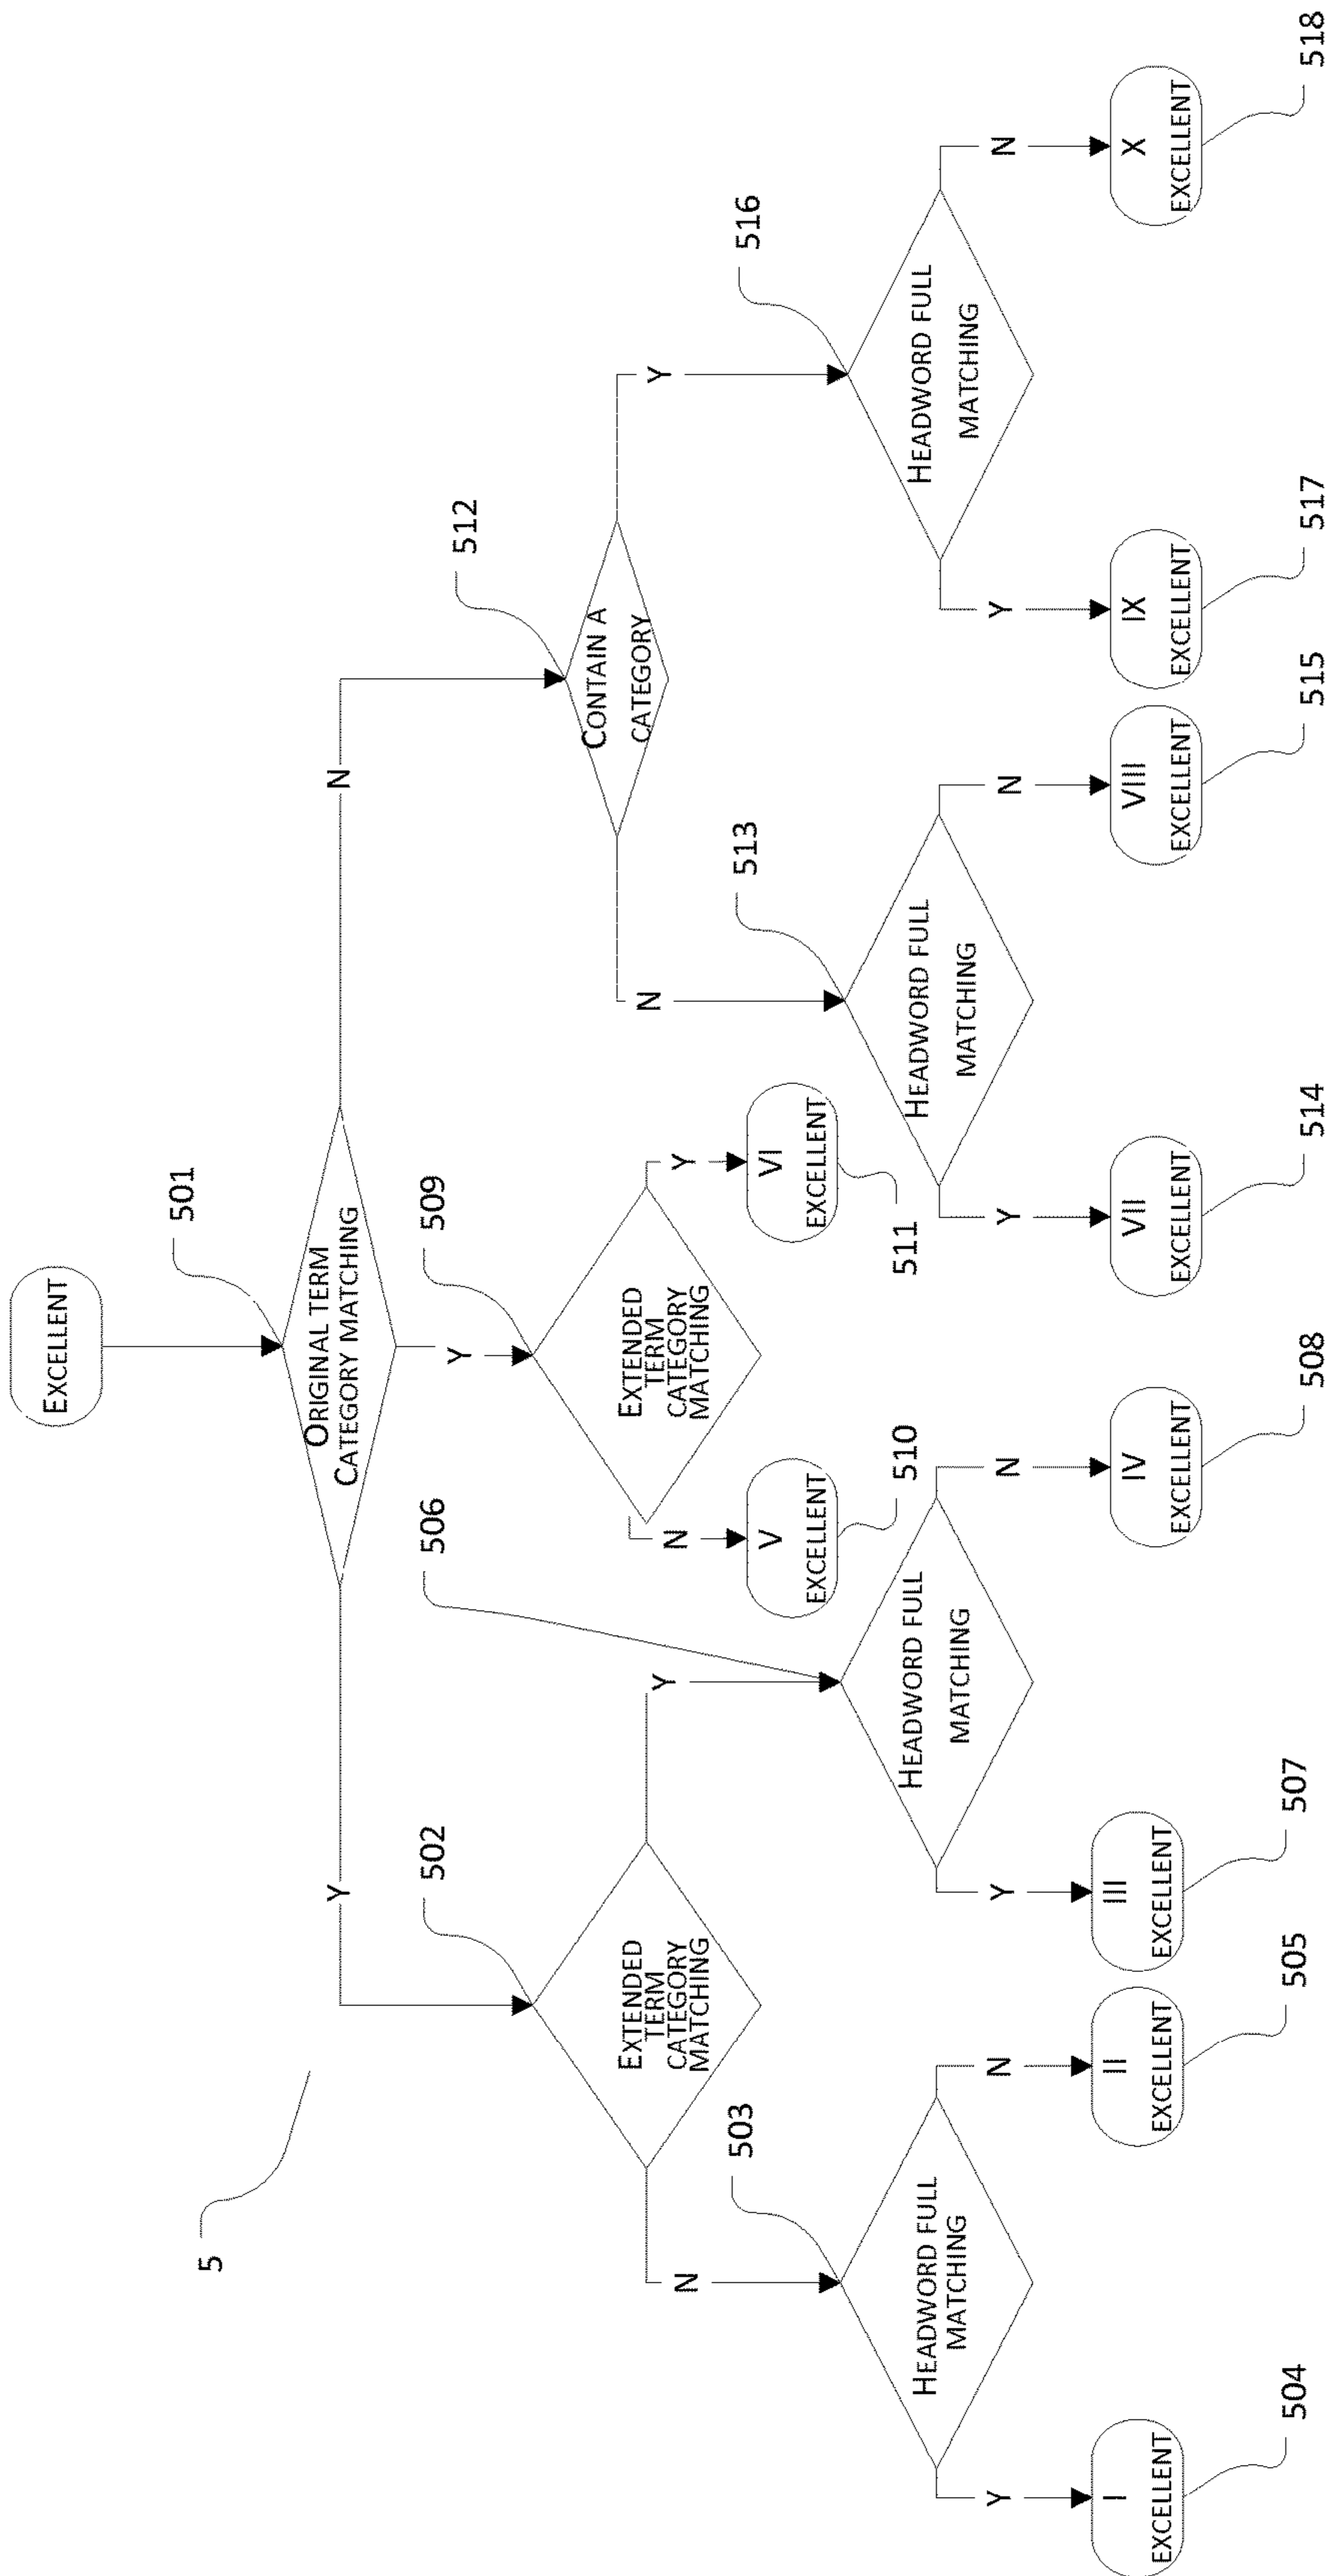 5
EXCELLENT
501
ORIGINAL TERM
CATEGORY MATCHING
Y
Y
N
502
EXTENDED
TERM
CATEGORY
MATCHING
509
EXTENDED
TERM
CATEGORY
MATCHING
512
CONTAIN A
CATEGORY
N
Y
N
Y
N
Y
503
HEADWORD FULL
MATCHING
506
HEADWORD FULL
MATCHING
V
EXCELLENT
510
VI
EXCELLENT
511
513
HEADWORD FULL
MATCHING
516
HEADWORD FULL
MATCHING
Y
N
Y
N
Y
N
Y
N
I
EXCELLENT
504
II
EXCELLENT
505
III
EXCELLENT
507
IV
EXCELLENT
508
VII
EXCELLENT
514
VIII
EXCELLENT
515
IX
EXCELLENT
517
X
EXCELLENT
518